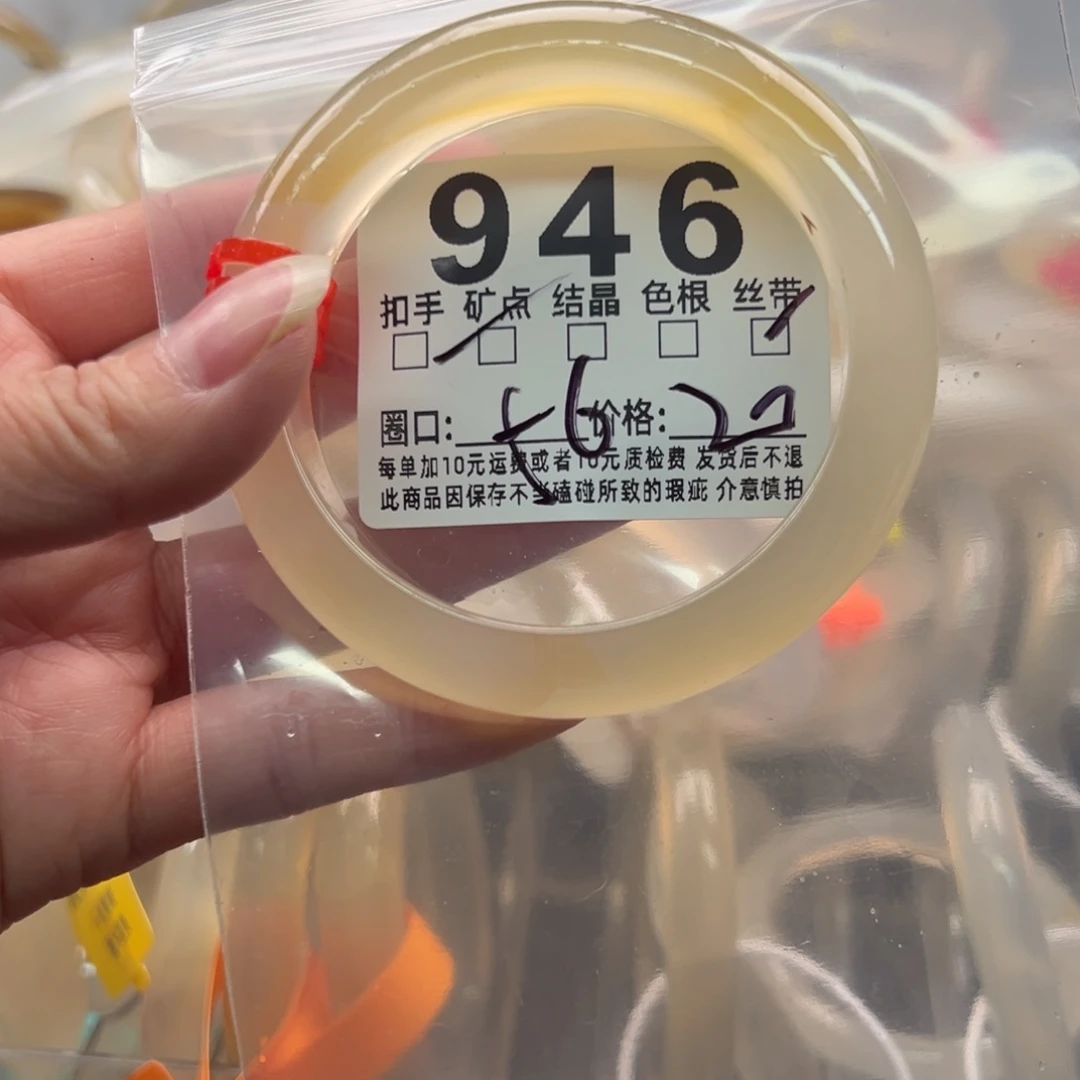 946
扣手 矿点 结晶 色根 丝带
圈口: 56 价格: 20
每单加10元运费或者10元质检费 发货后不退
此商品因保存不当磕碰所致的瑕疵 介意慎拍